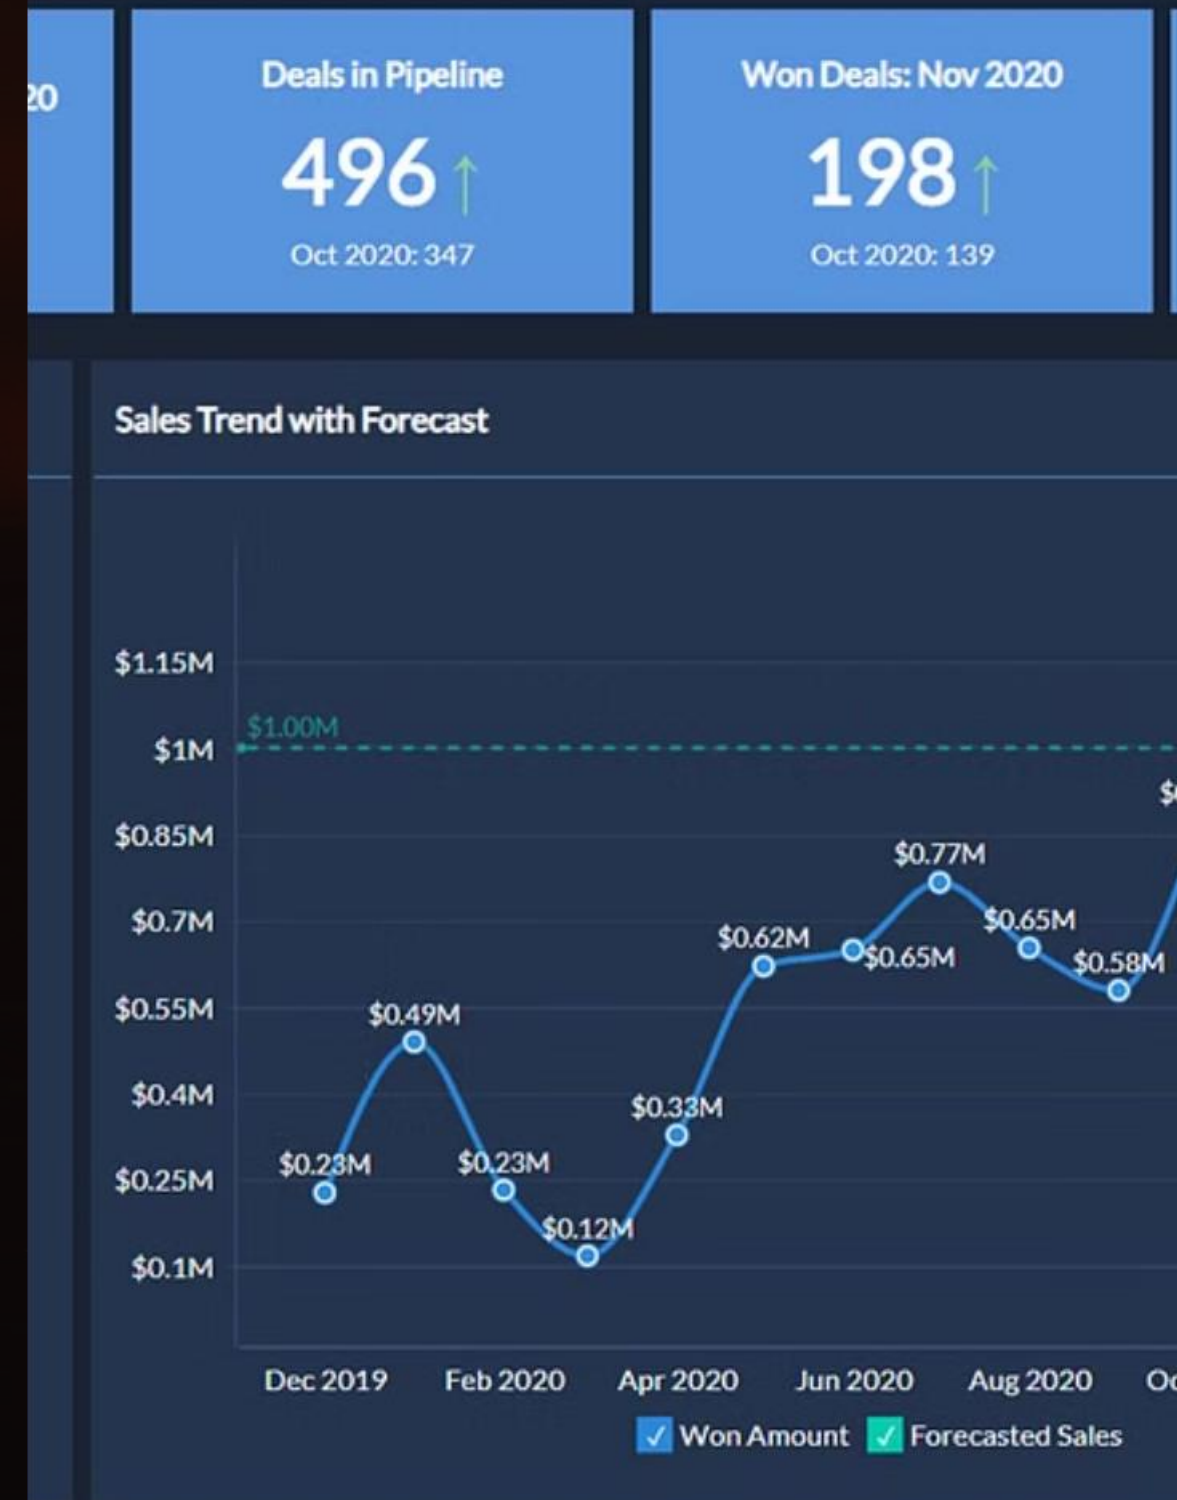 20
Deals in Pipeline
496↑
Oct 2020: 347
Won Deals: Nov 2020
198↑
Oct 2020: 139
Sales Trend with Forecast
$1.15M
$1.00M
$1M
$0.85M
$0.77M
$0.7M
$0.65M
$0.62M
$0.65M
$0.58M
$0.55M
$0.49M
$0.4M
$0.33M
$0.23M
$0.23M
$0.25M
$0.12M
$0.1M
Dec 2019 Feb 2020 Apr 2020 Jun 2020 Aug 2020
Won Amount Forecasted Sales